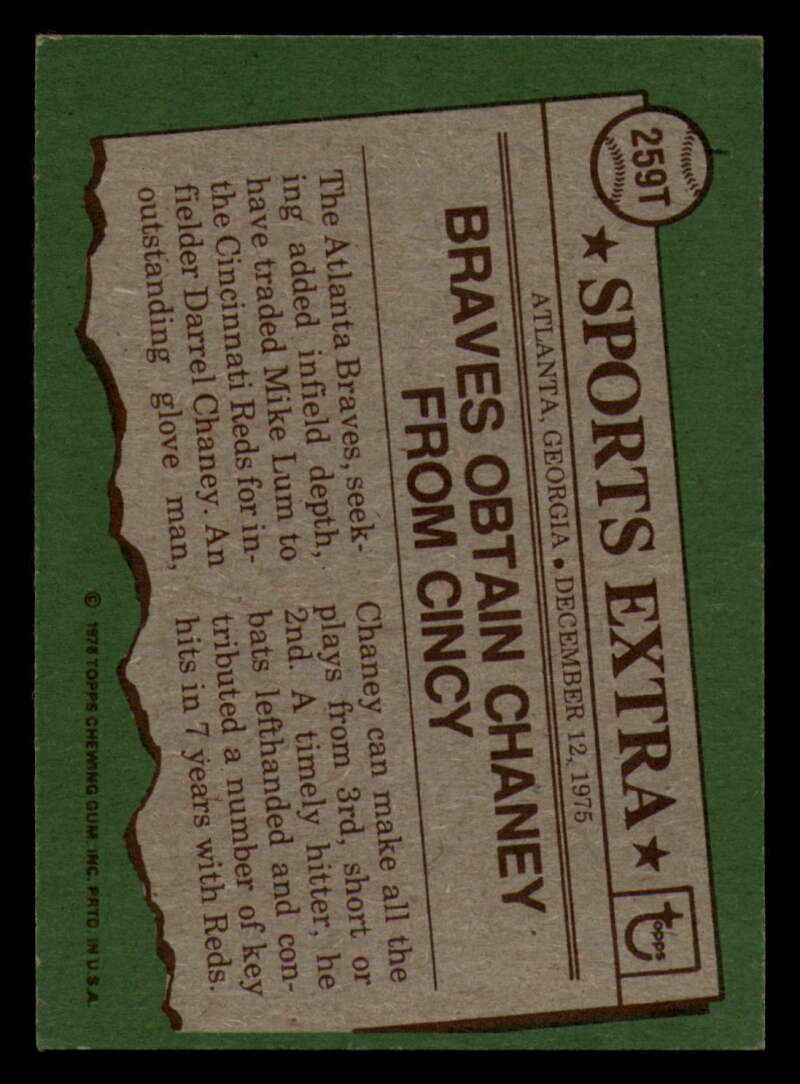 259T
★ SPORTS EXTRA ★
topps
ATLANTA, GEORGIA • DECEMBER 12, 1975
BRAVES OBTAIN CHANEY
FROM CINCY
The Atlanta Braves, seek-
ing added infield depth,
have traded Mike Lum to
the Cincinnati Reds for in-
fielder Darrel Chaney. An
outstanding glove man,
Chaney can make all the
plays from 3rd, short or
2nd. A timely hitter, he
bats lefthanded and con-
tributed a number of key
hits in 7 years with Reds.
© 1976 TOPPS CHEWING GUM, INC. PRTD. IN U.S.A.